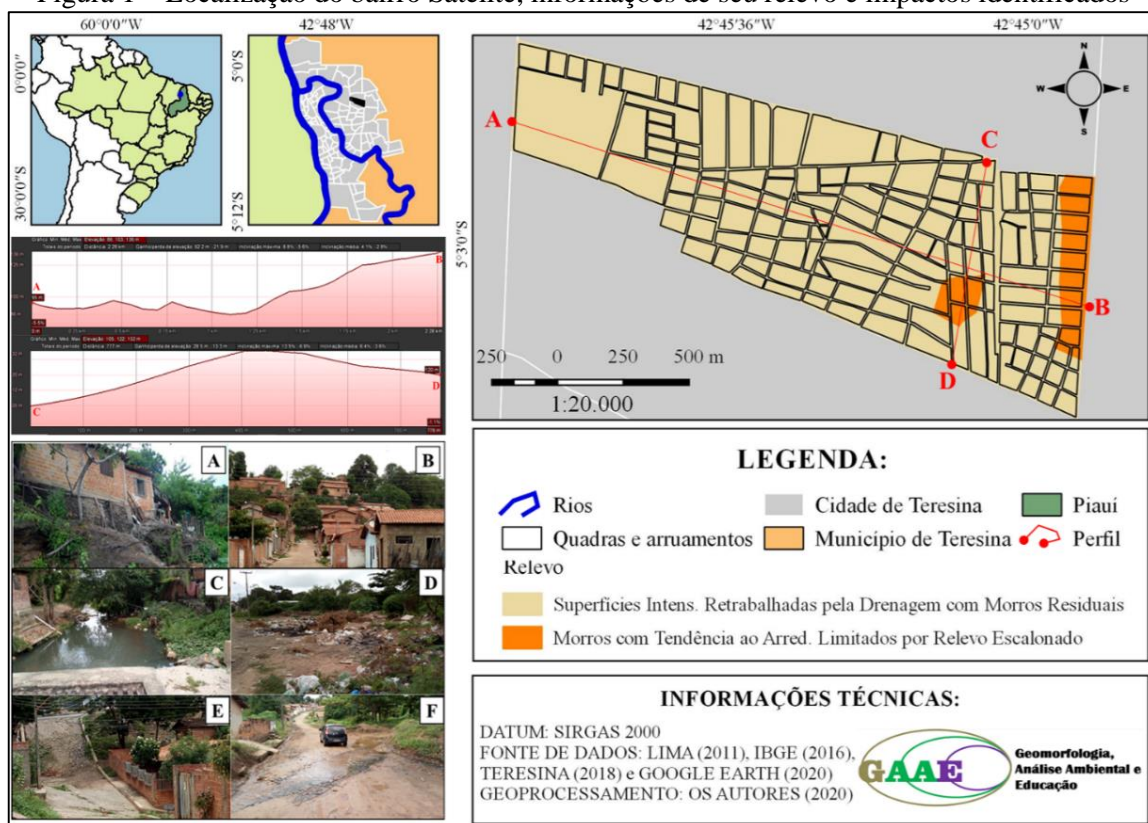 Figura 1 – Localização do bairro Satélite, informações de seu relevo e impactos identificados
60°0'0"W
42°48'W
42°45'36"W
42°45'0"W
0°0'0"
30°0'0"S
5°0'S
5°12'S
5°3'0"S
N
W
E
S
A
C
B
D
250 0 250 500 m
1:20.000
A
B
C
D
A
B
C
D
E
F
LEGENDA:
Rios
Cidade de Teresina
Piauí
Quadras e arruamentos
Município de Teresina
Perfil
Relevo
Superfícies Intens. Retrabalhadas pela Drenagem com Morros Residuais
Morros com Tendência ao Arred. Limitados por Relevo Escalonado
INFORMAÇÕES TÉCNICAS:
DATUM: SIRGAS 2000
FONTE DE DADOS: LIMA (2011), IBGE (2016),
TERESINA (2018) e GOOGLE EARTH (2020)
GEOPROCESSAMENTO: OS AUTORES (2020)
GAAE
Geomorfologia,
Análise Ambiental e
Educação